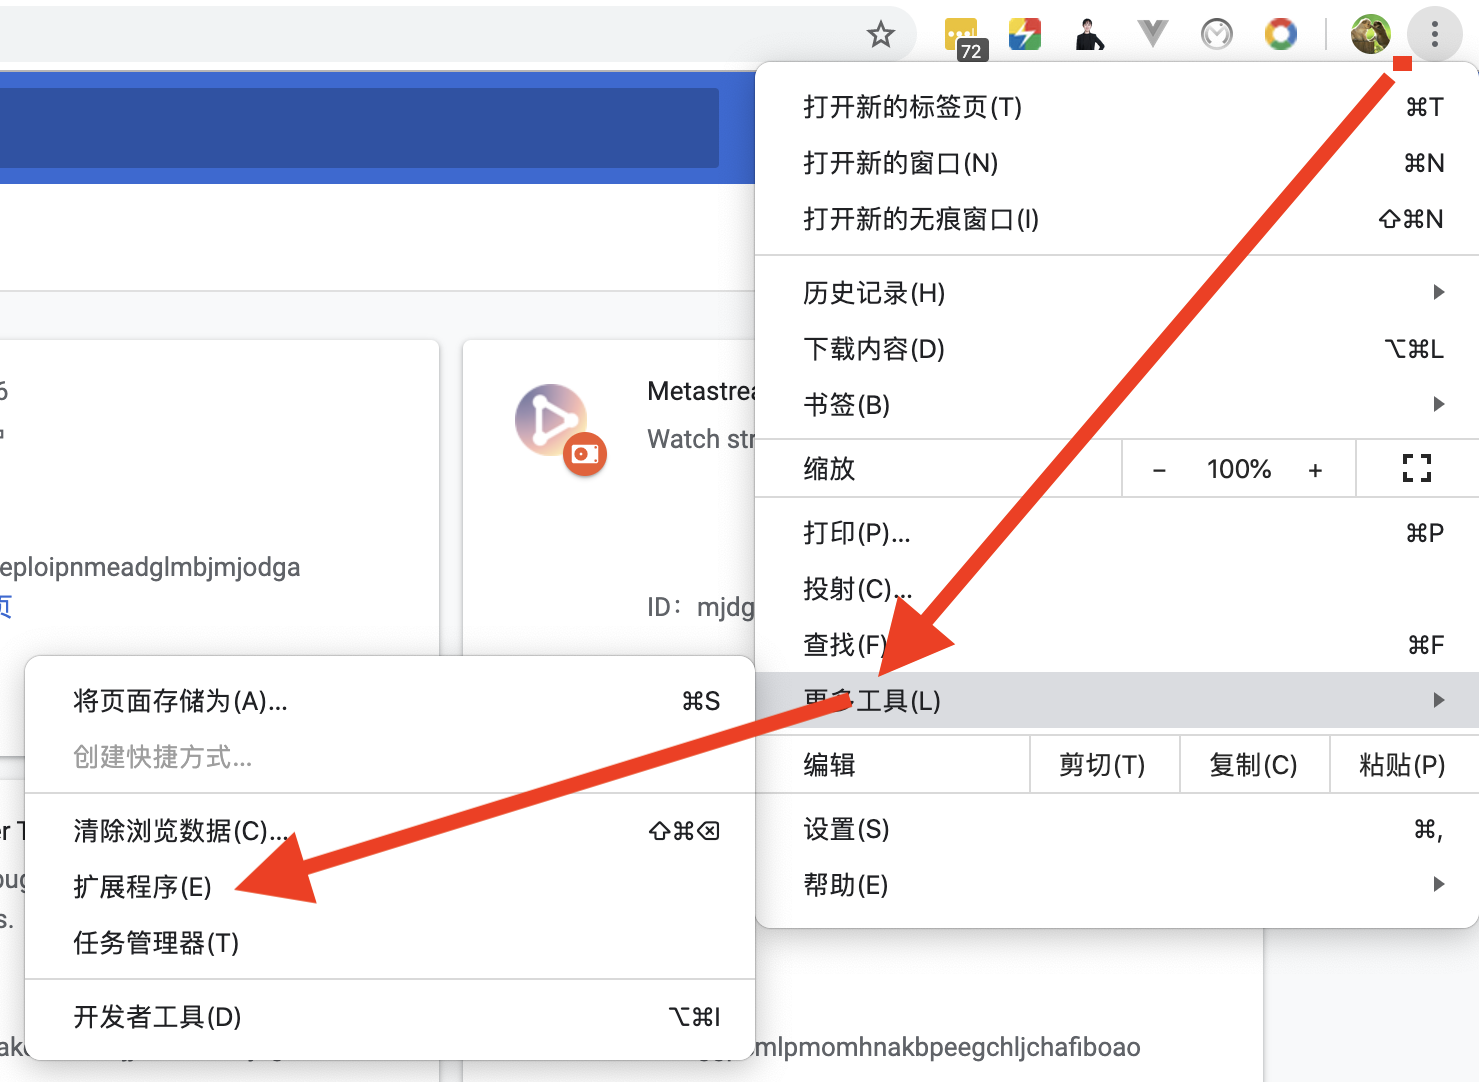 72
打开新的标签页(T) ⌘T
打开新的窗口(N) ⌘N
打开新的无痕窗口(I) ⇧⌘N
历史记录(H)
下载内容(D) ⌥⌘L
书签(B)
缩放 − 100% +
打印(P)... ⌘P
投射(C)...
查找(F) ⌘F
更多工具(L)
编辑 剪切(T) 复制(C) 粘贴(P)
设置(S) ⌘,
帮助(E)
6
Metastrea
Watch str
eploipnmeadglmbjmjodga
页
ID： mjdg
将页面存储为(A)... ⌘S
创建快捷方式...
清除浏览数据(C)... ⇧⌘⌫
扩展程序(E)
任务管理器(T)
开发者工具(D) ⌥⌘I
er T
s.
mlpmomhnakbpeegchljchafiboao